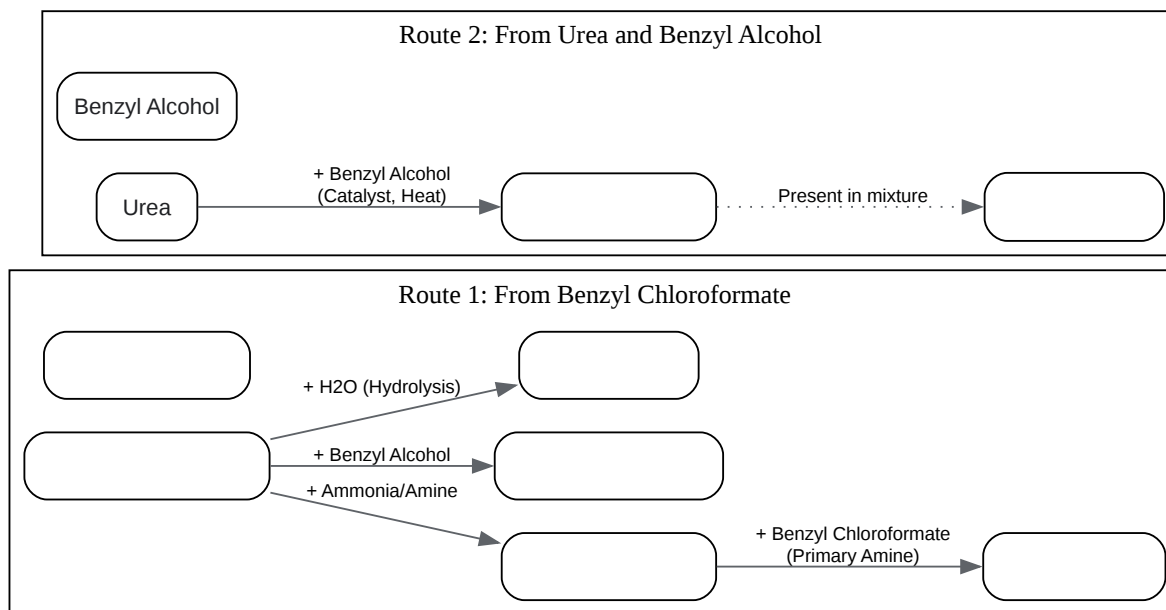 Route 2: From Urea and Benzyl Alcohol
Benzyl Alcohol
Urea
+ Benzyl Alcohol
(Catalyst, Heat)
Present in mixture
Route 1: From Benzyl Chloroformate
+ H2O (Hydrolysis)
+ Benzyl Alcohol
+ Ammonia/Amine
+ Benzyl Chloroformate
(Primary Amine)